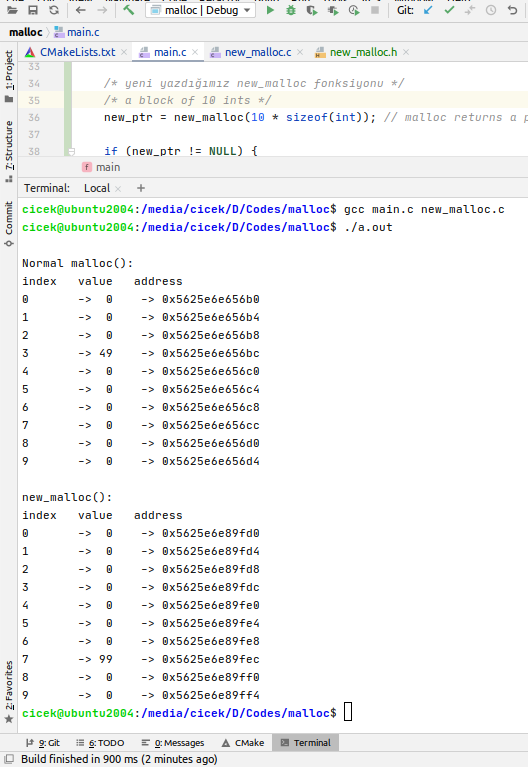 malloc | Debug
malloc main.c
CMakeLists.txt main.c new_malloc.c new_malloc.h
1: Project
7: Structure
Commit
2: Favorites
33
34 /* yeni yazdığımız new_malloc fonksiyonu */
35 /* a block of 10 ints */
36 new_ptr = new_malloc(10 * sizeof(int)); // malloc returns a p
37
38 if (new_ptr != NULL) {
main
Terminal: Local +
cicek@ubuntu2004:/media/cicek/D/Codes/malloc$ gcc main.c new_malloc.c
cicek@ubuntu2004:/media/cicek/D/Codes/malloc$ ./a.out
Normal malloc():
index value address
0 -> 0 -> 0x5625e6e656b0
1 -> 0 -> 0x5625e6e656b4
2 -> 0 -> 0x5625e6e656b8
3 -> 49 -> 0x5625e6e656bc
4 -> 0 -> 0x5625e6e656c0
5 -> 0 -> 0x5625e6e656c4
6 -> 0 -> 0x5625e6e656c8
7 -> 0 -> 0x5625e6e656cc
8 -> 0 -> 0x5625e6e656d0
9 -> 0 -> 0x5625e6e656d4
new_malloc():
index value address
0 -> 0 -> 0x5625e6e89fd0
1 -> 0 -> 0x5625e6e89fd4
2 -> 0 -> 0x5625e6e89fd8
3 -> 0 -> 0x5625e6e89fdc
4 -> 0 -> 0x5625e6e89fe0
5 -> 0 -> 0x5625e6e89fe4
6 -> 0 -> 0x5625e6e89fe8
7 -> 99 -> 0x5625e6e89fec
8 -> 0 -> 0x5625e6e89ff0
9 -> 0 -> 0x5625e6e89ff4
cicek@ubuntu2004:/media/cicek/D/Codes/malloc$
9: Git 6: TODO 0: Messages CMake Terminal
Build finished in 900 ms (2 minutes ago)